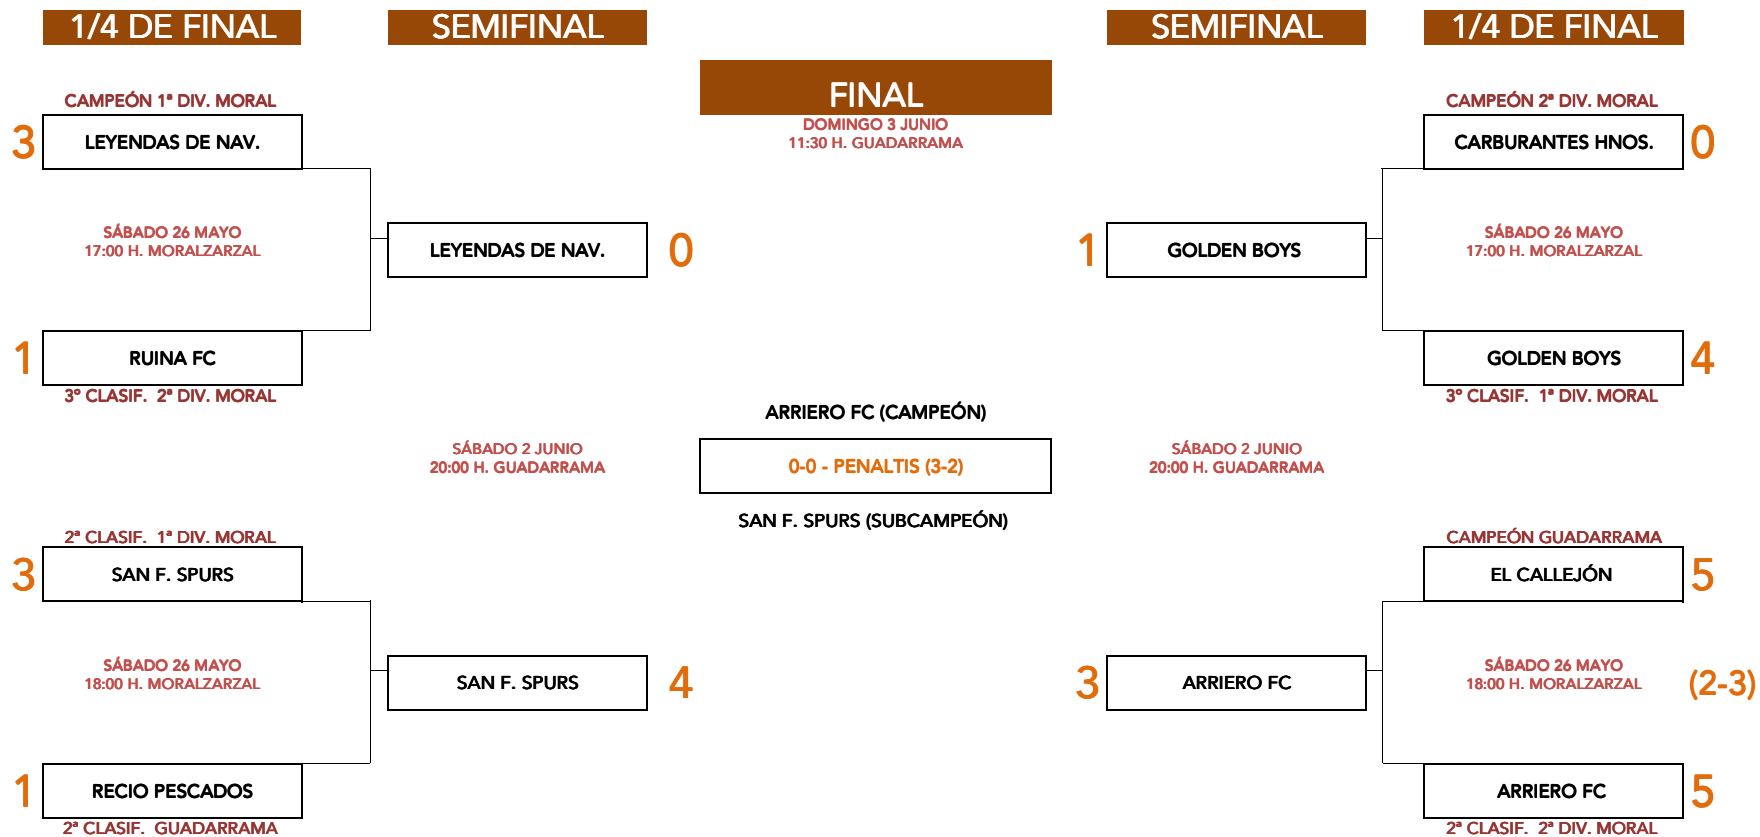 1/4 DE FINAL
SEMIFINAL
SEMIFINAL
1/4 DE FINAL
FINAL
DOMINGO 3 JUNIO
11:30 H. GUADARRAMA
CAMPEÓN 1ª DIV. MORAL
3 LEYENDAS DE NAV.
SÁBADO 26 MAYO
17:00 H. MORALZARZAL
1 RUINA FC
3º CLASIF. 2ª DIV. MORAL
LEYENDAS DE NAV. 0
SÁBADO 2 JUNIO
20:00 H. GUADARRAMA
2ª CLASIF. 1ª DIV. MORAL
3 SAN F. SPURS
SÁBADO 26 MAYO
18:00 H. MORALZARZAL
1 RECIO PESCADOS
2ª CLASIF. GUADARRAMA
SAN F. SPURS 4
ARRIERO FC (CAMPEÓN)
0-0 - PENALTIS (3-2)
SAN F. SPURS (SUBCAMPEÓN)
1 GOLDEN BOYS
SÁBADO 2 JUNIO
20:00 H. GUADARRAMA
3 ARRIERO FC
CAMPEÓN 2ª DIV. MORAL
CARBURANTES HNOS. 0
SÁBADO 26 MAYO
17:00 H. MORALZARZAL
GOLDEN BOYS 4
3º CLASIF. 1ª DIV. MORAL
CAMPEÓN GUADARRAMA
EL CALLEJÓN 5
SÁBADO 26 MAYO
18:00 H. MORALZARZAL
(2-3)
ARRIERO FC 5
2ª CLASIF. 2ª DIV. MORAL